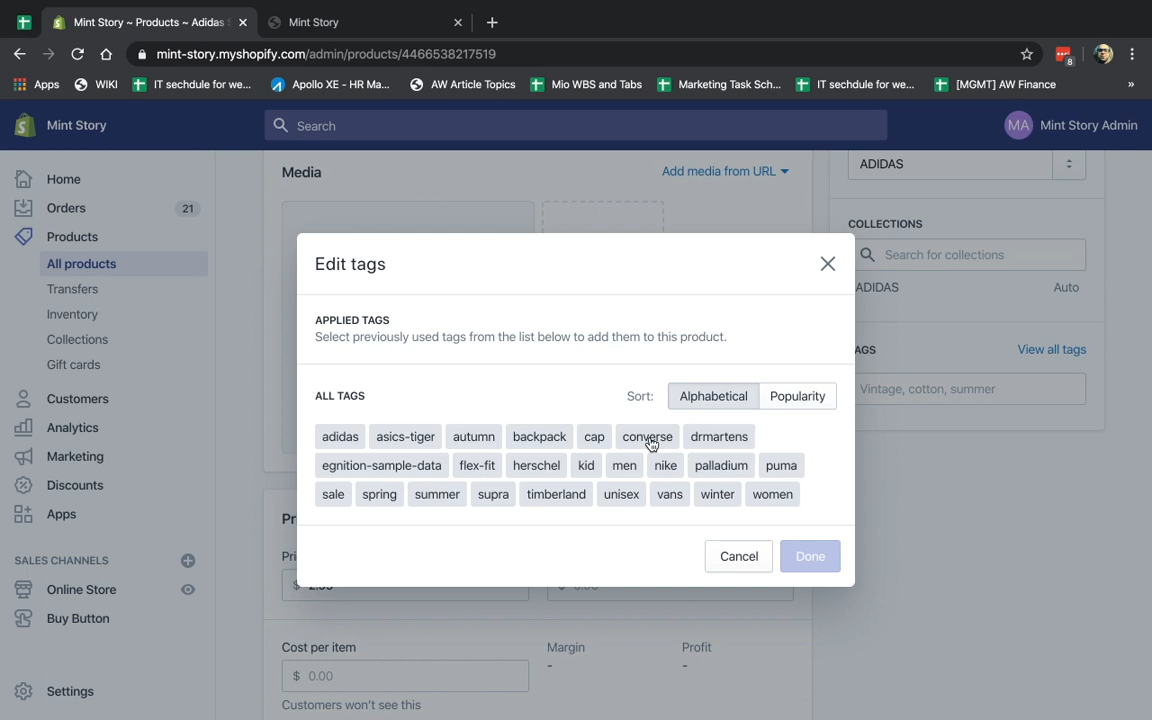 Mint Story ~ Products ~ Adidas S
Mint Story
mint-story.myshopify.com/admin/products/4466538217519
8
Apps
WIKI
IT sechdule for we...
Apollo XE - HR Ma...
AW Article Topics
Mio WBS and Tabs
Marketing Task Sch...
IT sechdule for we...
[MGMT] AW Finance
»
Mint Story
Search
MA
Mint Story Admin
Home
Orders
21
Products
All products
Transfers
Inventory
Collections
Gift cards
Customers
Analytics
Marketing
Discounts
Apps
SALES CHANNELS
Online Store
Buy Button
Settings
Media
Add media from URL
Edit tags
APPLIED TAGS
Select previously used tags from the list below to add them to this product.
ALL TAGS
Sort:
Alphabetical
Popularity
adidas asics-tiger autumn backpack cap converse drmartens
egnition-sample-data flex-fit herschel kid men nike palladium puma
sale spring summer supra timberland unisex vans winter women
Cancel
Done
Cost per item
Margin
Profit
$ 0.00
-
-
Customers won't see this
ADIDAS
COLLECTIONS
Search for collections
ADIDAS
Auto
AGS
View all tags
Vintage, cotton, summer